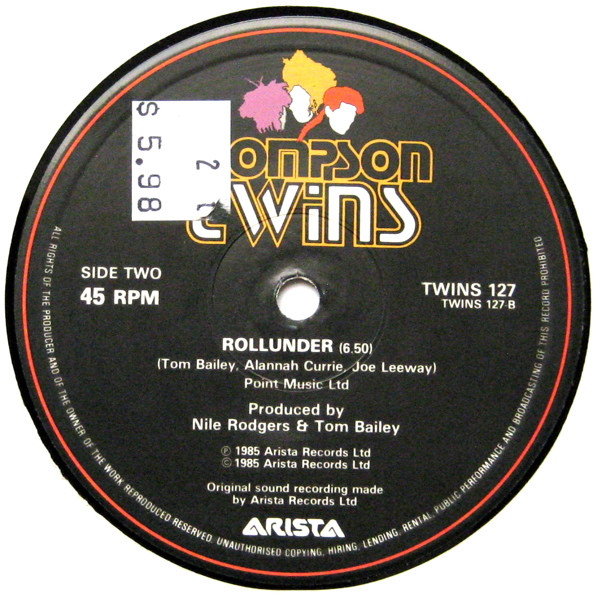 $5.98
2 1
ompson
twins
SIDE TWO
45 RPM
TWINS 127
TWINS 127-B
ROLLUNDER (6.50)
(Tom Bailey, Alannah Currie, Joe Leeway)
Point Music Ltd
Produced by
Nile Rodgers & Tom Bailey
℗ 1985 Arista Records Ltd
© 1985 Arista Records Ltd
Original sound recording made
by Arista Records Ltd
ARISTA
ALL RIGHTS OF THE PRODUCER AND OF THE OWNER OF THE WORK REPRODUCED RESERVED. UNAUTHORISED COPYING, HIRING, LENDING, RENTAL, PUBLIC PERFORMANCE AND BROADCASTING OF THIS RECORD PROHIBITED